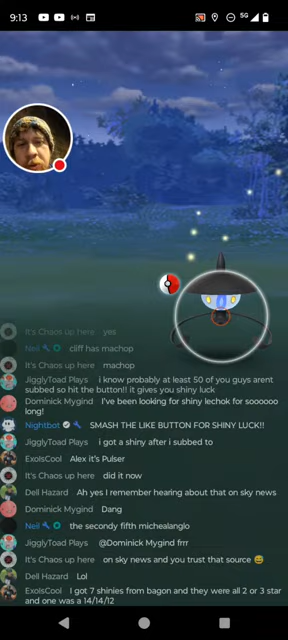 9:13
5G
It's Chaos up here yes
Neil cliff has machop
It's Chaos up here machop
JigglyToad Plays i know probably at least 50 of you guys arent
subbed so hit the button!! it gives you shiny luck
Dominick Mygind I've been looking for shiny lechok for soooooo
long!
Nightbot SMASH THE LIKE BUTTON FOR SHINY LUCK!!
JigglyToad Plays i got a shiny after i subbed to
ExoIsCool Alex it's Pulser
It's Chaos up here did it now
Dell Hazard Ah yes I remember hearing about that on sky news
Dominick Mygind Dang
Neil the secondy fifth michealanglo
JigglyToad Plays @Dominick Mygind frrr
It's Chaos up here on sky news and you trust that source 😅
Dell Hazard Lol
ExoIsCool I got 7 shinies from bagon and they were all 2 or 3 star
and one was a 14/14/12